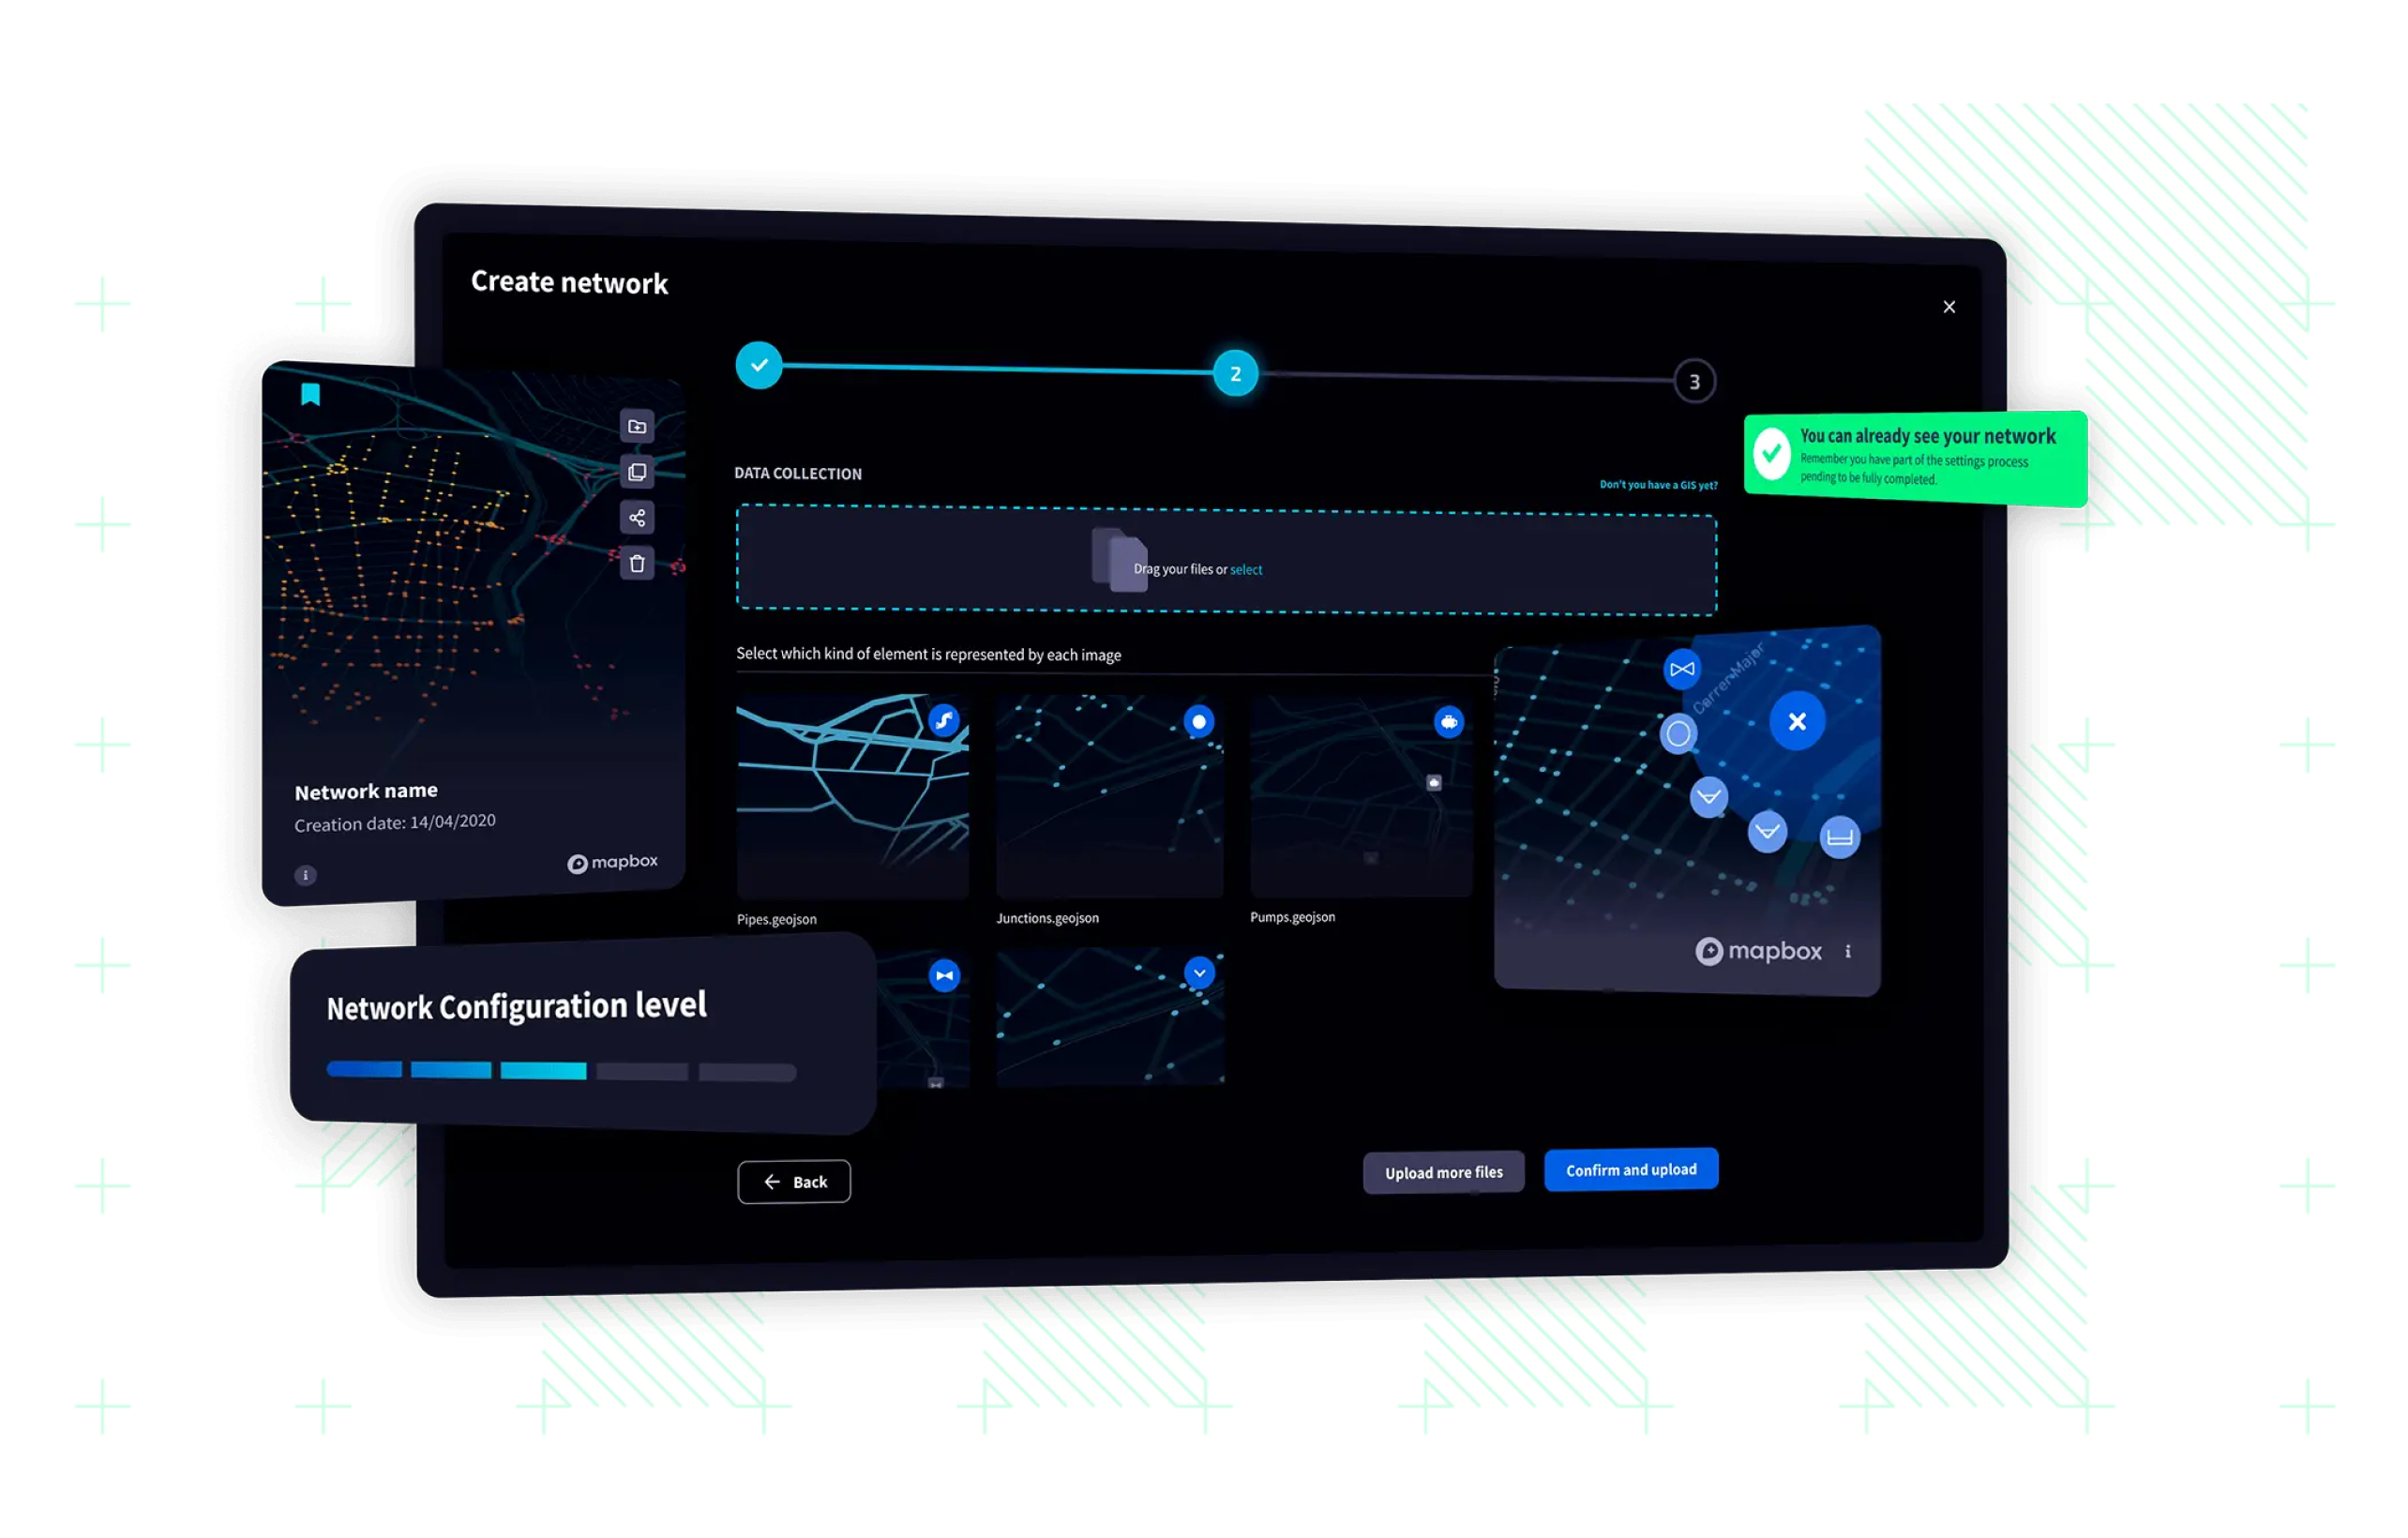 Create network
2
3
You can already see your network
Remember you have part of the settings process
pending to be fully completed.
DATA COLLECTION
Don't you have a GIS yet?
Drag your files or select
Select which kind of element is represented by each image
Carrer Major
Network name
Creation date: 14/04/2020
i
mapbox
Pipes.geojson
Junctions.geojson
Pumps.geojson
mapbox
i
Network Configuration level
Back
Upload more files
Confirm and upload